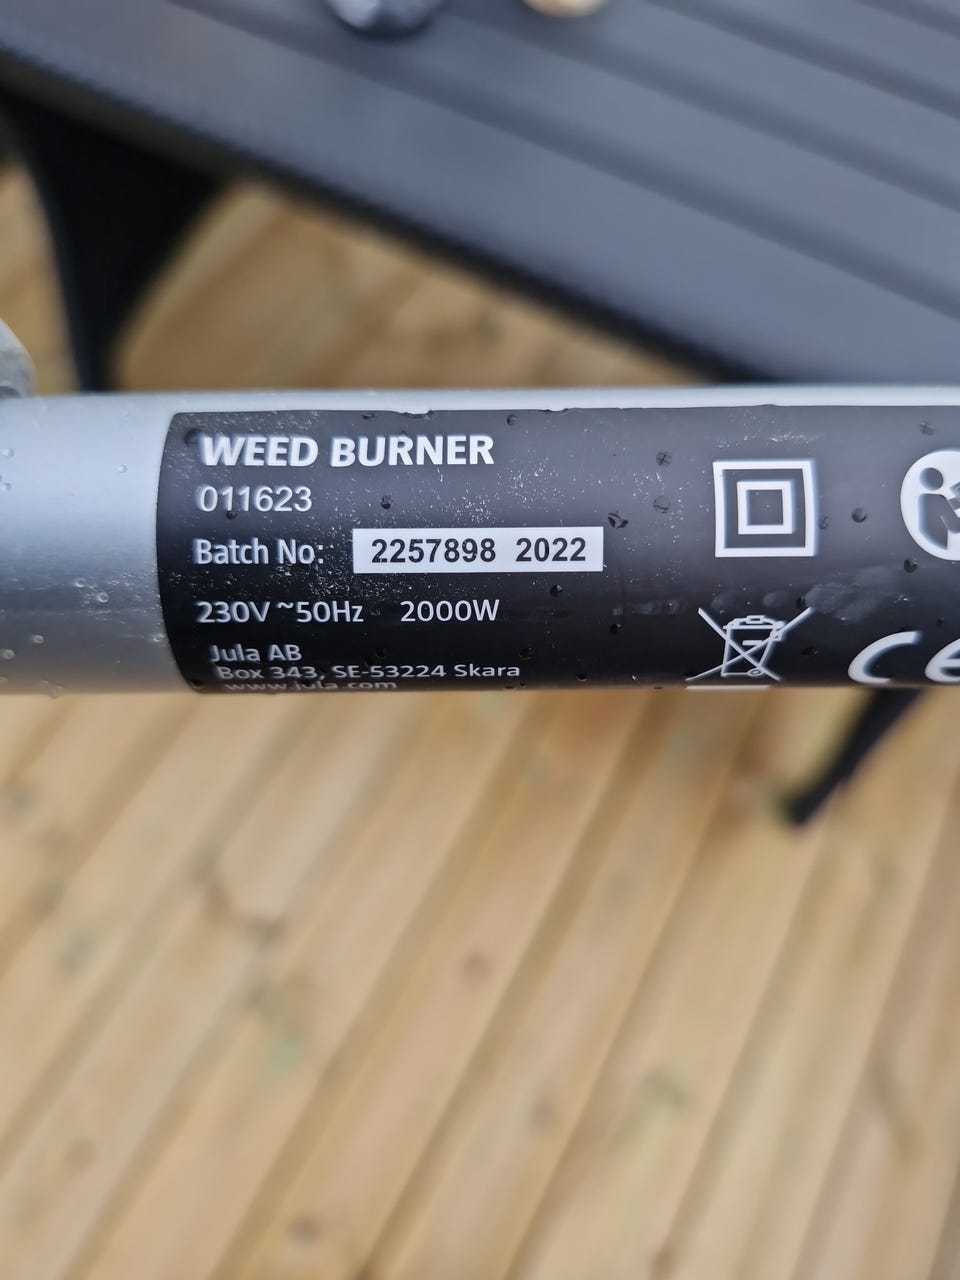 WEED BURNER
011623
Batch No: 2257898 2022
230V ~50Hz 2000W
Jula AB
Box 343, SE-53224 Skara
www.jula.com
CE